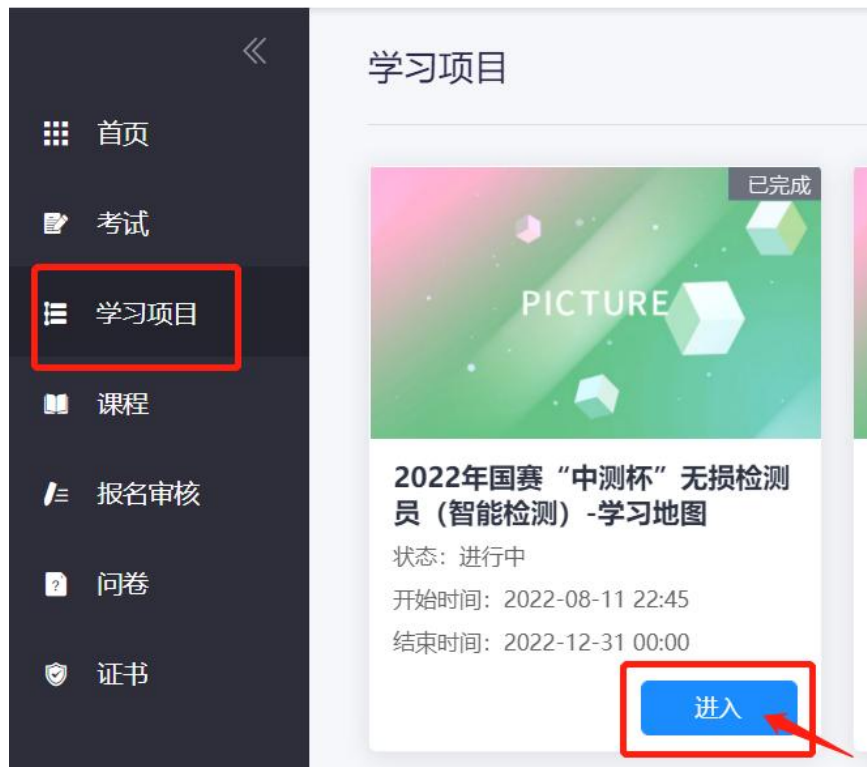 首页
考试
学习项目
课程
报名审核
问卷
证书
学习项目
已完成
PICTURE
2022年国赛“中测杯”无损检测
员（智能检测）-学习地图
状态：进行中
开始时间：2022-08-11 22:45
结束时间：2022-12-31 00:00
进入